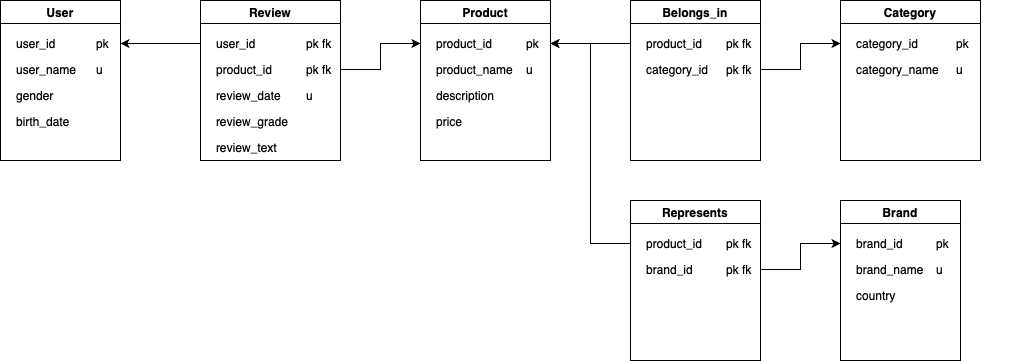 User
user_id pk
user_name u
gender
birth_date
Review
user_id pk fk
product_id pk fk
review_date u
review_grade
review_text
Product
product_id pk
product_name u
description
price
Belongs_in
product_id pk fk
category_id pk fk
Category
category_id pk
category_name u
Represents
product_id pk fk
brand_id pk fk
Brand
brand_id pk
brand_name u
country